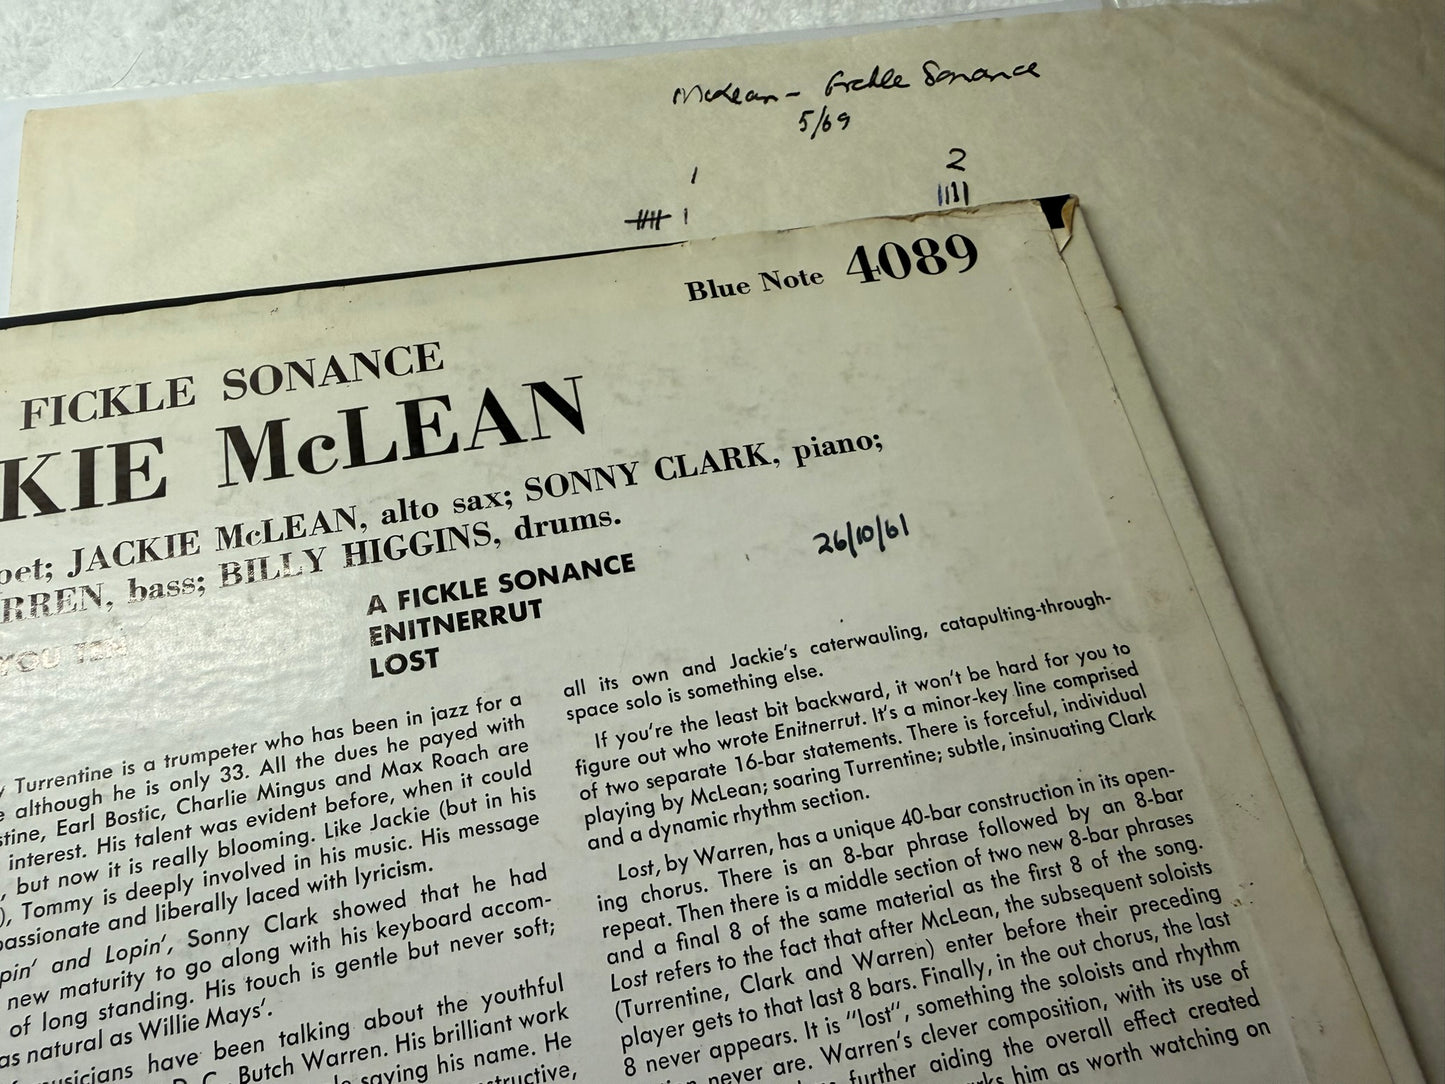 McLean - Fickle Sonance
5/69
1 2
Blue Note 4089
FICKLE SONANCE
KIE McLEAN
JACKIE McLEAN, alto sax; SONNY CLARK, piano;
RREN, bass; BILLY HIGGINS, drums.
26/10/61
YOU
A FICKLE SONANCE
ENITNERRUT
LOST
Turrentine is a trumpeter who has been in jazz for a
although he is only 33. All the dues he payed with
stine, Earl Bostic, Charlie Mingus and Max Roach are
interest. His talent was evident before, when it could
, but now it is really blooming. Like Jackie (but in his
), Tommy is deeply involved in his music. His message
passionate and liberally laced with lyricism.
pin' and Lopin', Sonny Clark showed that he had
new maturity to go along with his keyboard accom-
of long standing. His touch is gentle but never soft;
as natural as Willie Mays'.
usicians have been talking about the youthful
D. C., Butch Warren. His brilliant work
saying his name. He
structive,
all its own and Jackie's caterwauling, catapulting-through-
space solo is something else.
If you're the least bit backward, it won't be hard for you to
figure out who wrote Enitnerrut. It's a minor-key line comprised
of two separate 16-bar statements. There is forceful, individual
playing by McLean; soaring Turrentine; subtle, insinuating Clark
and a dynamic rhythm section.
Lost, by Warren, has a unique 40-bar construction in its open-
ing chorus. There is an 8-bar phrase followed by an 8-bar
repeat. Then there is a middle section of two new 8-bar phrases
and a final 8 of the same material as the first 8 of the song.
Lost refers to the fact that after McLean, the subsequent soloists
(Turrentine, Clark and Warren) enter before their preceding
player gets to that last 8 bars. Finally, in the out chorus, the last
8 never appears. It is "lost", something the soloists and rhythm
never are. Warren's clever composition, with its use of
further aiding the overall effect created
him as worth watching on